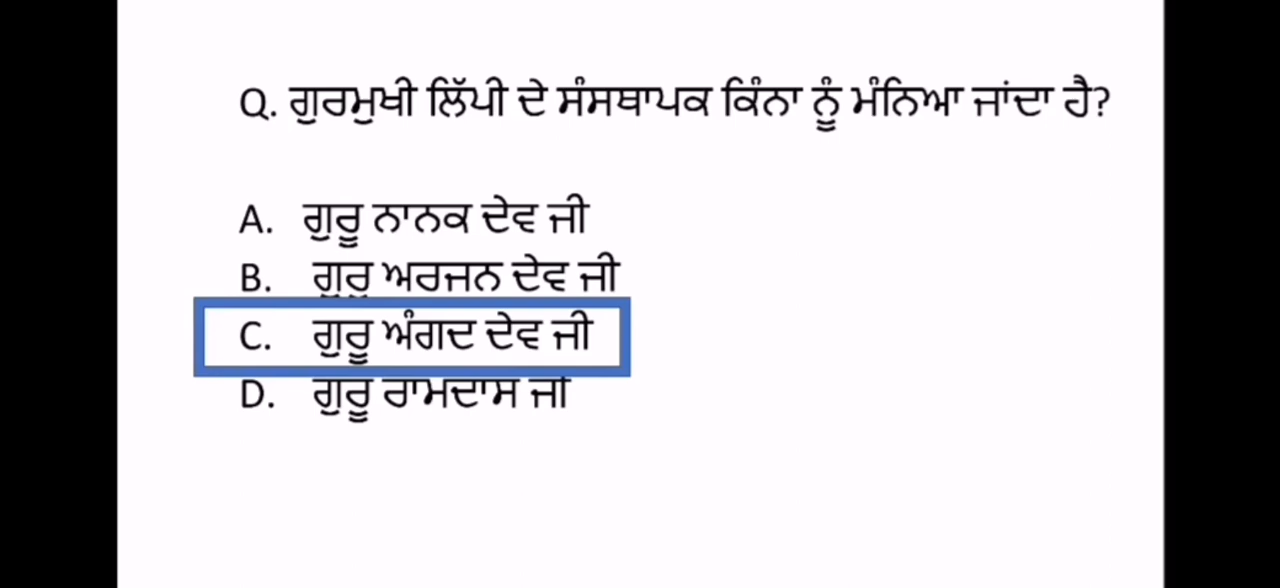 Q. ਗੁਰਮੁਖੀ ਲਿੱਪੀ ਦੇ ਸੰਸਥਾਪਕ ਕਿੰਨਾ ਨੂੰ ਮੰਨਿਆ ਜਾਂਦਾ ਹੈ?
A. ਗੁਰੂ ਨਾਨਕ ਦੇਵ ਜੀ
B. ਗੁਰੂ ਅਰਜਨ ਦੇਵ ਜੀ
C. ਗੁਰੂ ਅੰਗਦ ਦੇਵ ਜੀ
D. ਗੁਰੂ ਰਾਮਦਾਸ ਜੀ